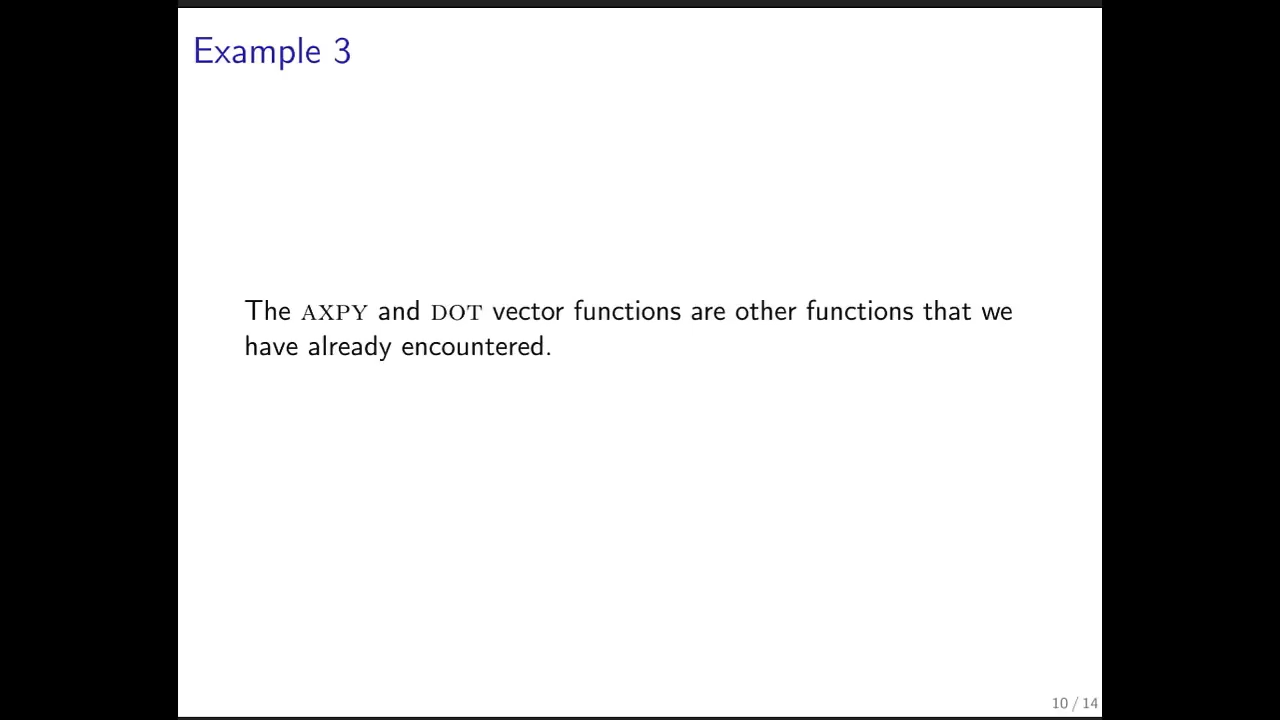 Example 3
The AXPY and DOT vector functions are other functions that we
have already encountered.
10 / 14